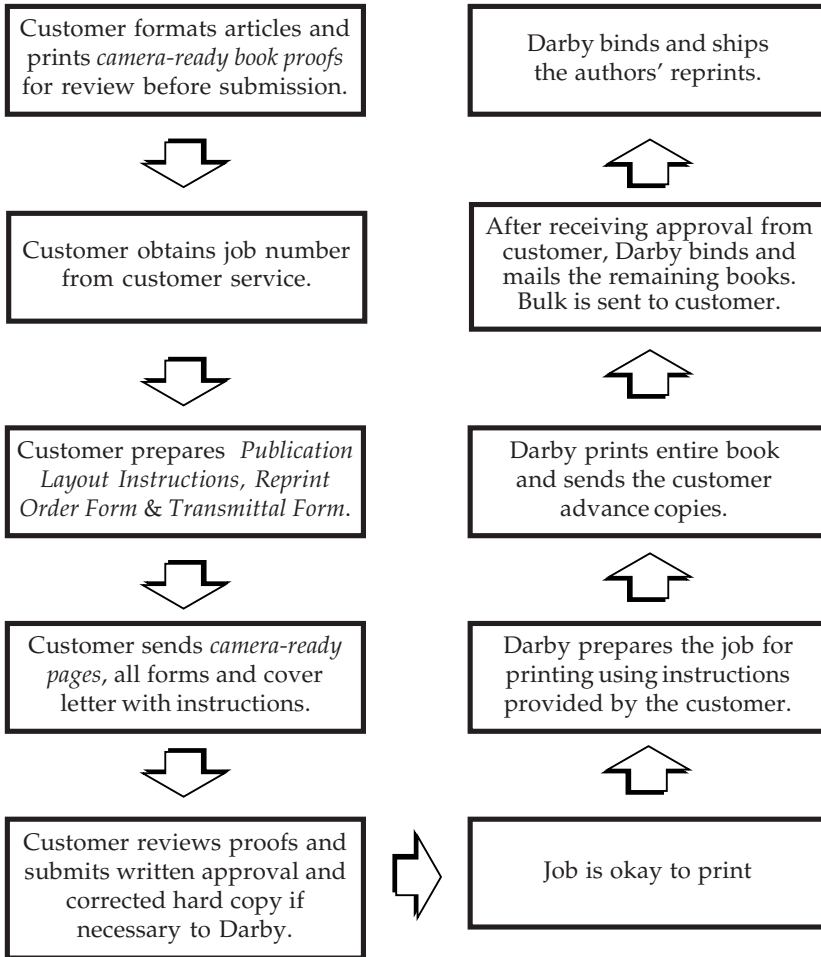 Customer formats articles and
prints camera-ready book proofs
for review before submission.
Customer obtains job number
from customer service.
Customer prepares Publication
Layout Instructions, Reprint
Order Form & Transmittal Form.
Customer sends camera-ready
pages, all forms and cover
letter with instructions.
Customer reviews proofs and
submits written approval and
corrected hard copy if
necessary to Darby.
Job is okay to print
Darby prepares the job for
printing using instructions
provided by the customer.
Darby prints entire book
and sends the customer
advance copies.
After receiving approval from
customer, Darby binds and
mails the remaining books.
Bulk is sent to customer.
Darby binds and ships
the authors’ reprints.